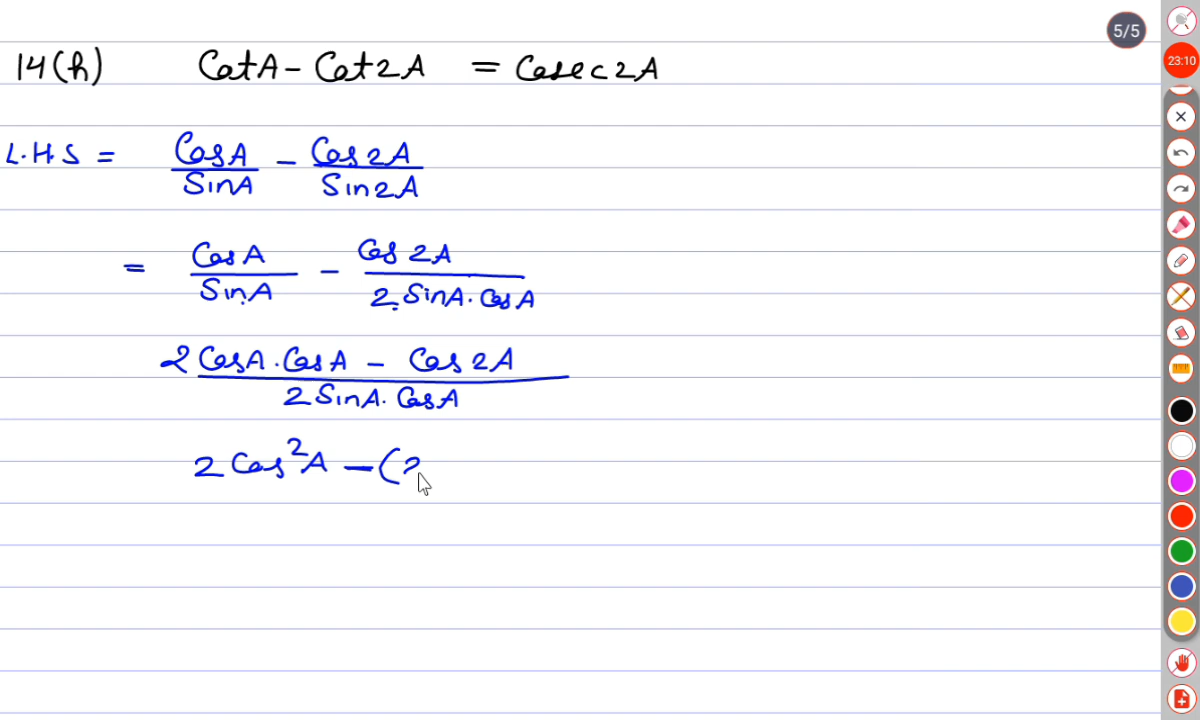 5/5
23:10
14(h) CotA - Cot2A = Cosec2A
L.H.S = CosA/SinA - Cos2A/Sin2A
= CosA/SinA - Cos2A/2SinA.CosA
2CosA.CosA - Cos2A/2SinA.CosA
2Cos²A - (2